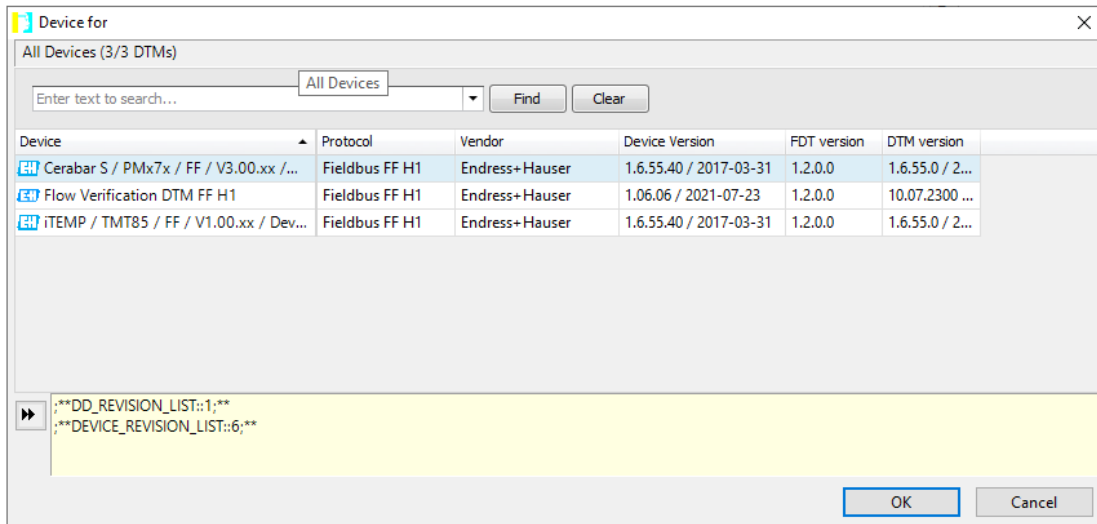 Device for
All Devices (3/3 DTMs)
All Devices
Enter text to search...
Find
Clear
Device Protocol Vendor Device Version FDT version DTM version
Cerabar S / PMx7x / FF / V3.00.xx /... Fieldbus FF H1 Endress+Hauser 1.6.55.40 / 2017-03-31 1.2.0.0 1.6.55.0 / 2...
Flow Verification DTM FF H1 Fieldbus FF H1 Endress+Hauser 1.06.06 / 2021-07-23 1.2.0.0 10.07.2300 ...
iTEMP / TMT85 / FF / V1.00.xx / Dev... Fieldbus FF H1 Endress+Hauser 1.6.55.40 / 2017-03-31 1.2.0.0 1.6.55.0 / 2...
;**DD_REVISION_LIST::1;**
;**DEVICE_REVISION_LIST::6;**
OK
Cancel